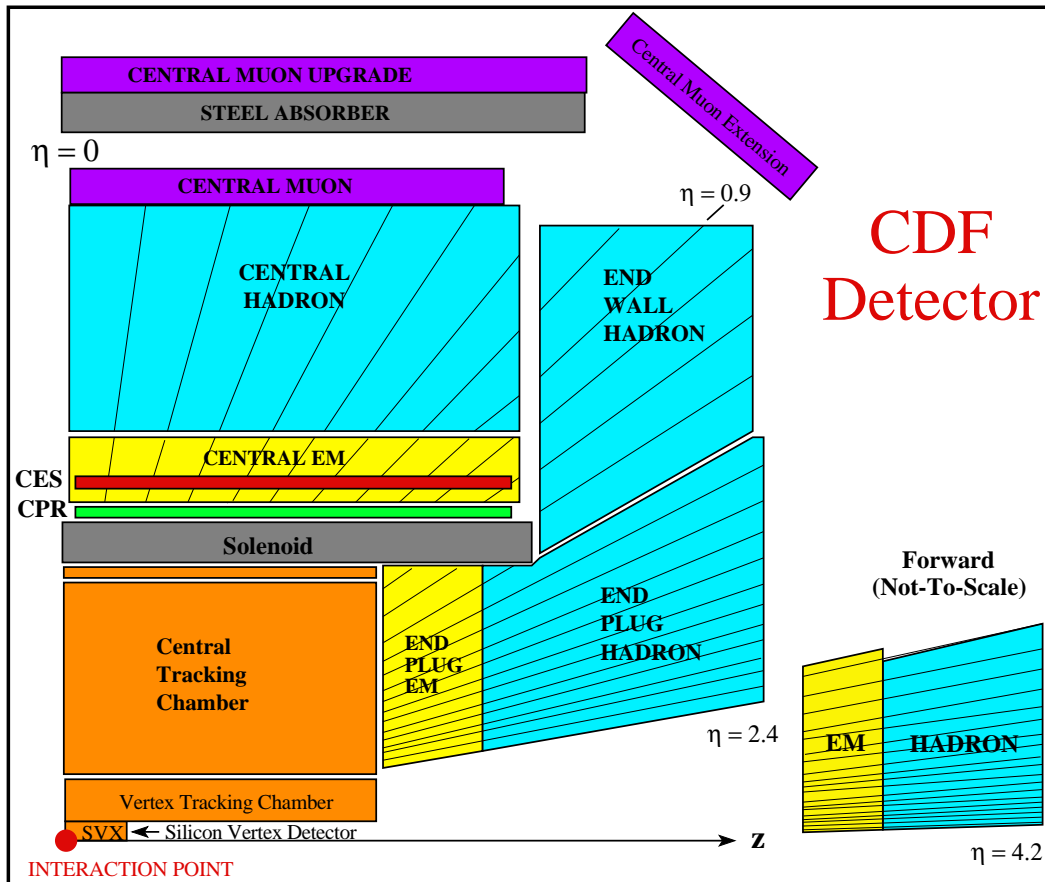 CENTRAL MUON UPGRADE
STEEL ABSORBER
Central Muon Extension
η = 0
CENTRAL MUON
η = 0.9
CDF
Detector
CENTRAL
HADRON
END
WALL
HADRON
CENTRAL EM
CES
CPR
Solenoid
Forward
(Not-To-Scale)
Central
Tracking
Chamber
END
PLUG
EM
END
PLUG
HADRON
η = 2.4
EM
HADRON
Vertex Tracking Chamber
SVX
Silicon Vertex Detector
z
η = 4.2
INTERACTION POINT